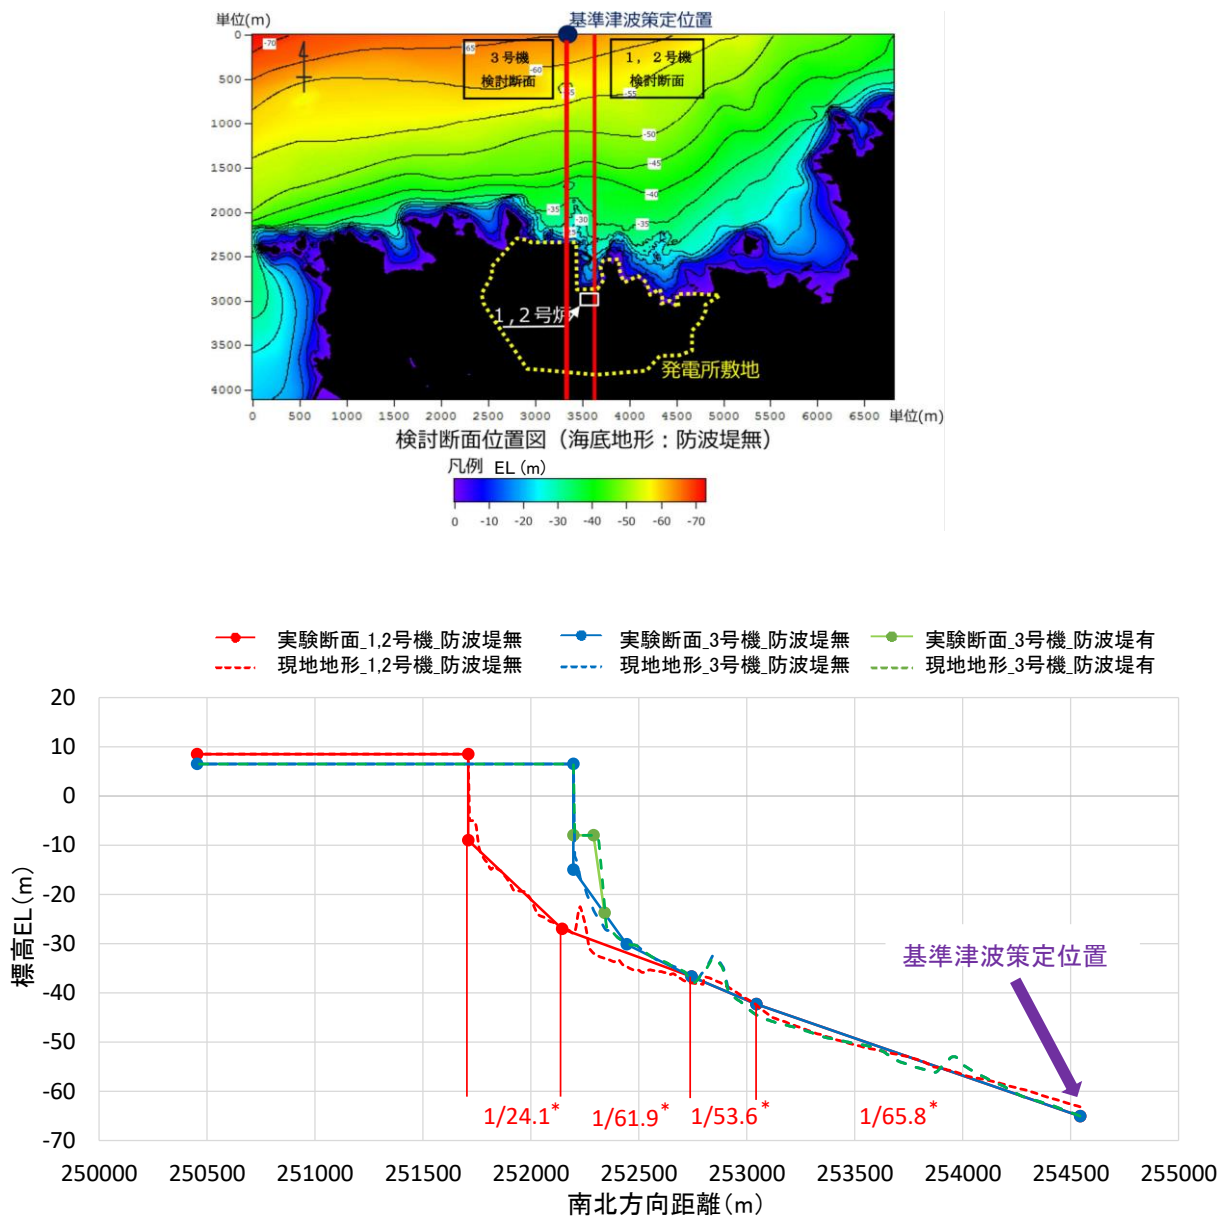 単位(m)
基準津波策定位置
3号機
検討断面
1，2号機
検討断面
0
500
1000
1500
2000
2500
3000
3500
4000
-70
65
-60
-55
-50
-45
-40
-35
-35
-30
1,2号炉
発電所敷地
0 500 1000 1500 2000 2500 3000 3500 4000 4500 5000 5500 6000 6500 単位(m)
検討断面位置図（海底地形：防波堤無）
凡例 EL (m)
0 -10 -20 -30 -40 -50 -60 -70
実験断面_1,2号機_防波堤無 実験断面_3号機_防波堤無 実験断面_3号機_防波堤有
現地地形_1,2号機_防波堤無 現地地形_3号機_防波堤無 現地地形_3号機_防波堤有
標高EL(m)
20
10
0
-10
-20
-30
-40
-50
-60
-70
基準津波策定位置
1/24.1* 1/61.9* 1/53.6* 1/65.8*
250000 250500 251000 251500 252000 252500 253000 253500 254000 254500 255000
南北方向距離(m)